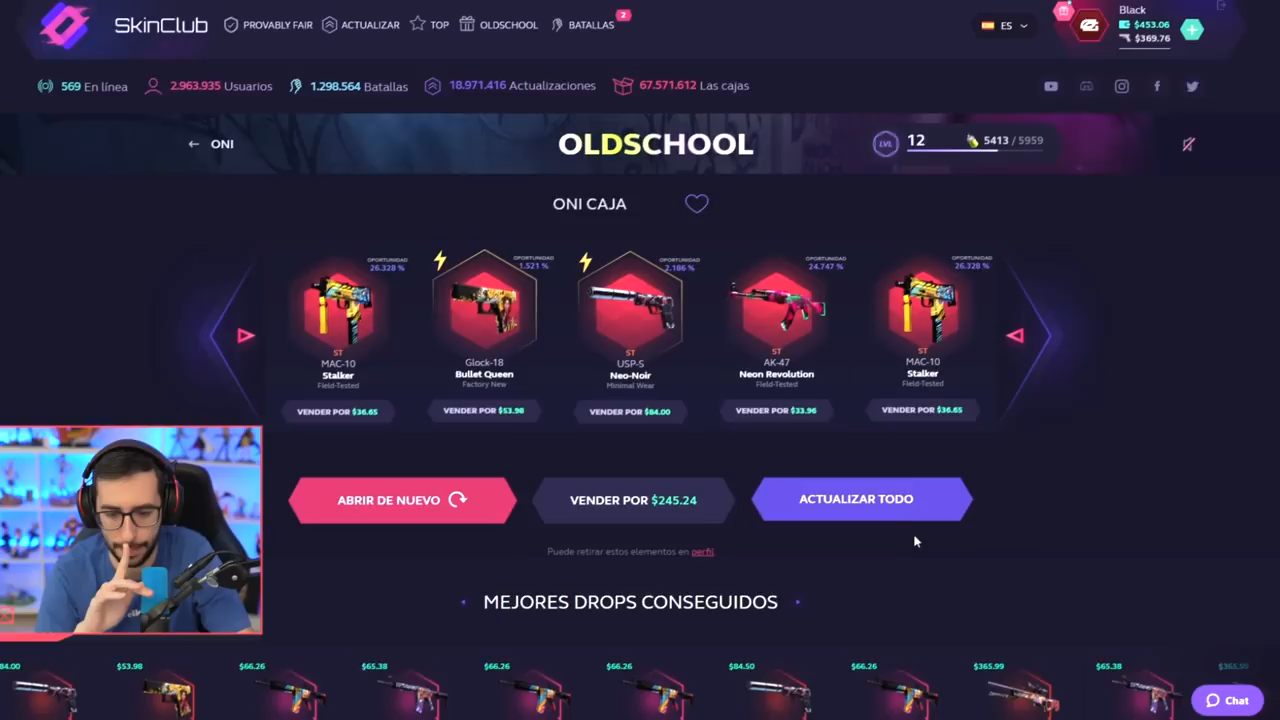 SKINCLUB
PROVABLY FAIR
ACTUALIZAR
TOP
OLDSCHOOL
BATALLAS
2
ES
Black
$453.06
$369.76
569 En línea
2.963.935 Usuarios
1.298.564 Batallas
18.971.416 Actualizaciones
67.571.612 Las cajas
← ONI
OLDSCHOOL
LVL
12
5413 / 5959
ONI CAJA
OPORTUNIDAD
26.328 %
ST
MAC-10
Stalker
Field-Tested
VENDER POR $36.65
OPORTUNIDAD
1.521 %
Glock-18
Bullet Queen
Factory New
VENDER POR $53.98
OPORTUNIDAD
2.186 %
ST
USP-S
Neo-Noir
Minimal Wear
VENDER POR $84.00
OPORTUNIDAD
24.747 %
ST
AK-47
Neon Revolution
Field-Tested
VENDER POR $33.96
OPORTUNIDAD
26.328 %
ST
MAC-10
Stalker
Field-Tested
VENDER POR $36.65
ABRIR DE NUEVO
VENDER POR $245.24
ACTUALIZAR TODO
Puede retirar estos elementos en perfil
MEJORES DROPS CONSEGUIDOS
84.00
$53.98
$66.26
$65.38
$66.26
$66.26
$84.50
$66.26
$365.99
$65.38
$365.99
Chat